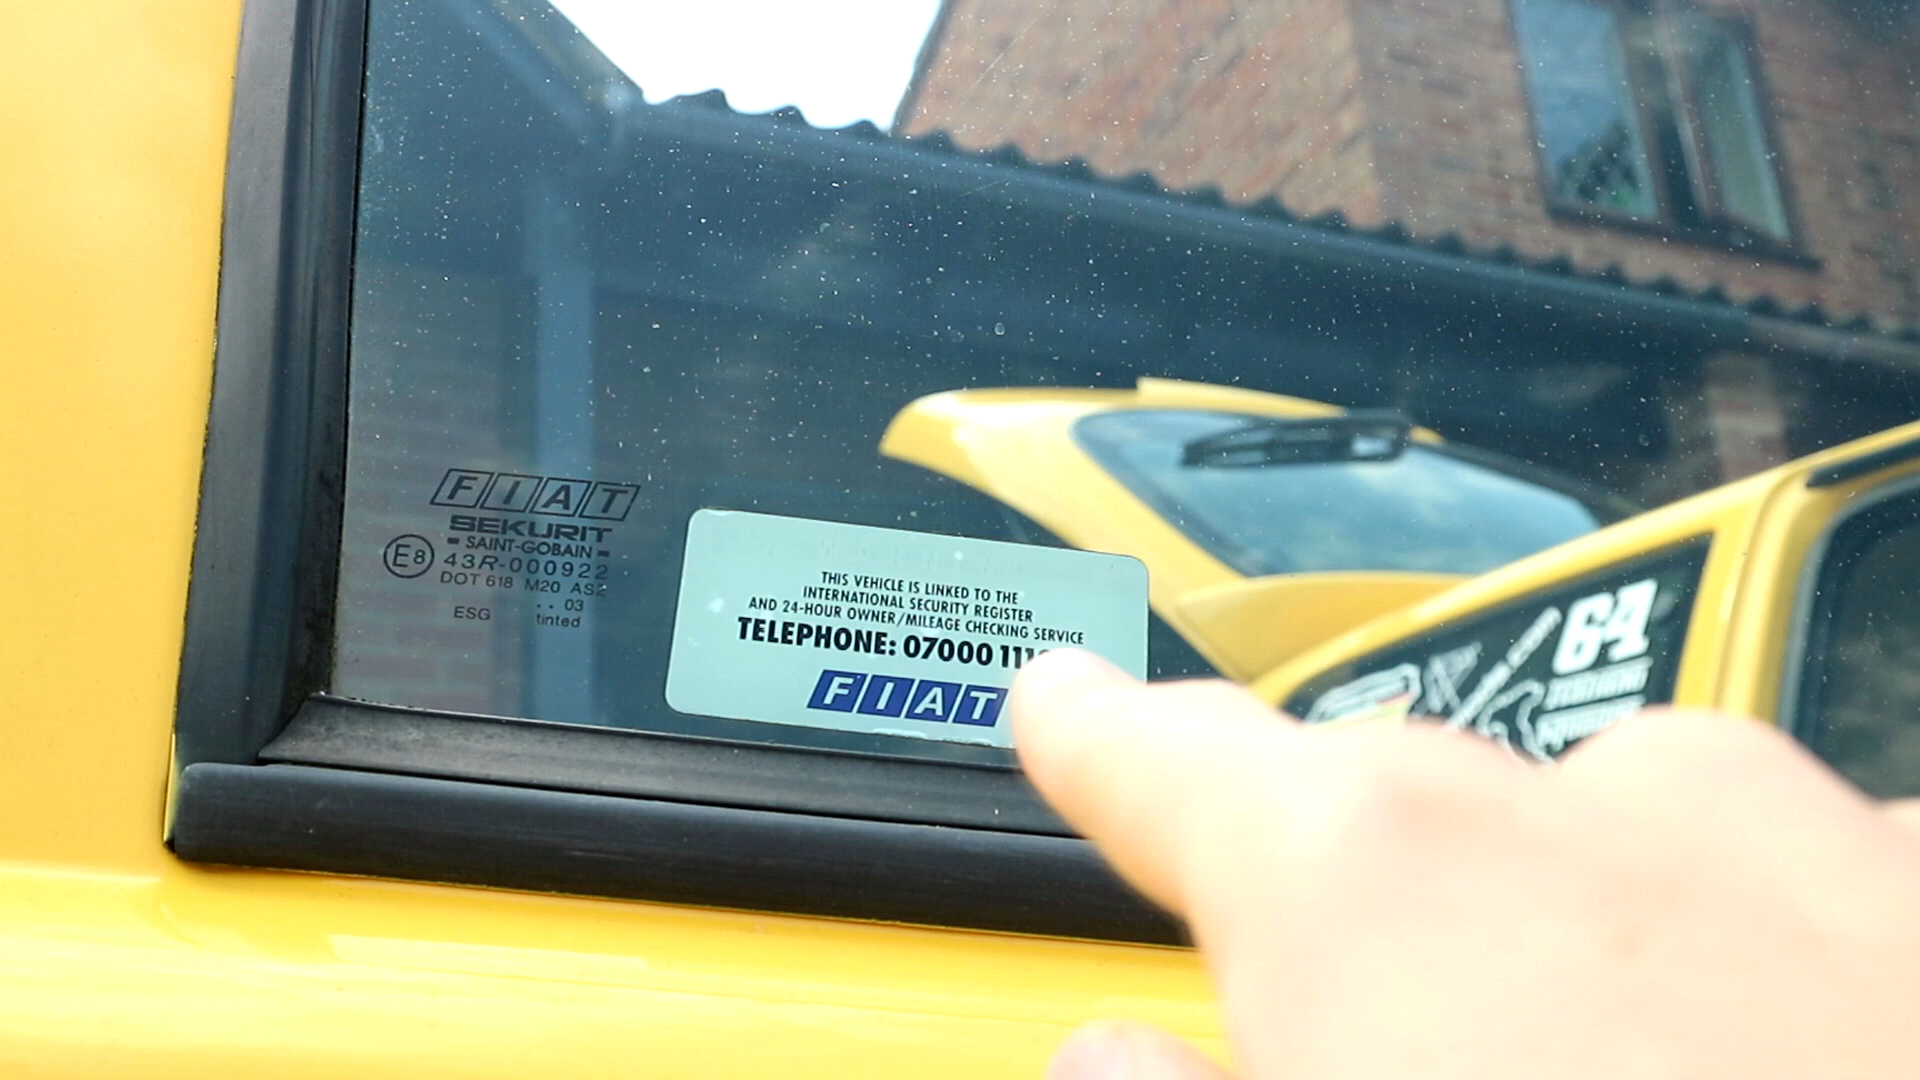 FIAT
SEKURIT
SAINT-GOBAIN
E8 43R-000922
DOT 618 M20 AS2
.. 03
ESG tinted
THIS VEHICLE IS LINKED TO THE
INTERNATIONAL SECURITY REGISTER
AND 24-HOUR OWNER/MILEAGE CHECKING SERVICE
TELEPHONE: 07000 111
FIAT
64